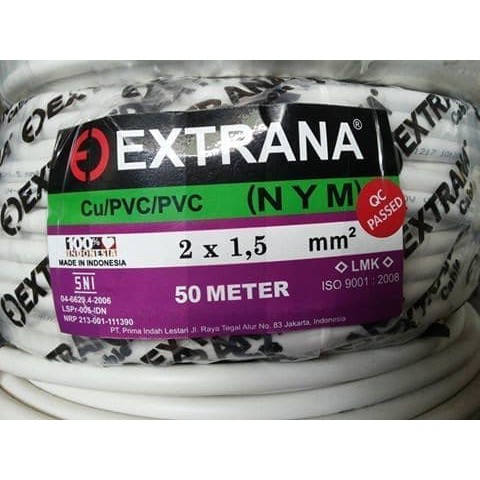 EXTRANA®
Cu/PVC/PVC (NYM)
QC PASSED
100% INDONESIA
MADE IN INDONESIA
2 x 1,5 mm²
SNI
04-6629.4-2006
LSPr-005-IDN
NRP 213-001-111390
50 METER
LMK
ISO 9001 : 2008
PT. Prima Indah Lestari Jl. Raya Tegal Alur No. 83 Jakarta, Indonesia
EXTRANA
Cable
EXTRANA